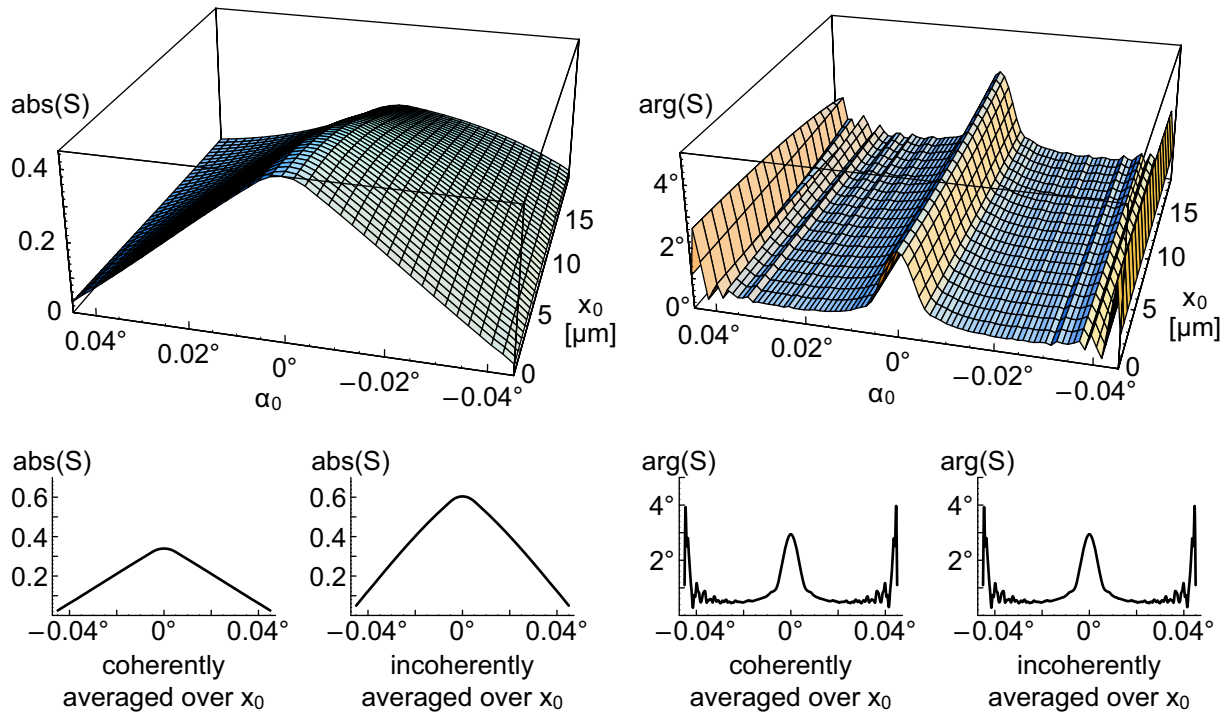 abs(S)
0.4
0.2
0
0.04°
0.02°
0°
−0.02°
−0.04°
α₀
15
10
5
0
x₀
[µm]
arg(S)
4°
2°
0°
0.04°
0.02°
0°
−0.02°
−0.04°
α₀
15
10
5
0
x₀
[µm]
abs(S)
0.6
0.4
0.2
−0.04° 0° 0.04°
coherently
averaged over x₀
abs(S)
0.6
0.4
0.2
−0.04° 0° 0.04°
incoherently
averaged over x₀
arg(S)
4°
2°
−0.04° 0° 0.04°
coherently
averaged over x₀
arg(S)
4°
2°
−0.04° 0° 0.04°
incoherently
averaged over x₀